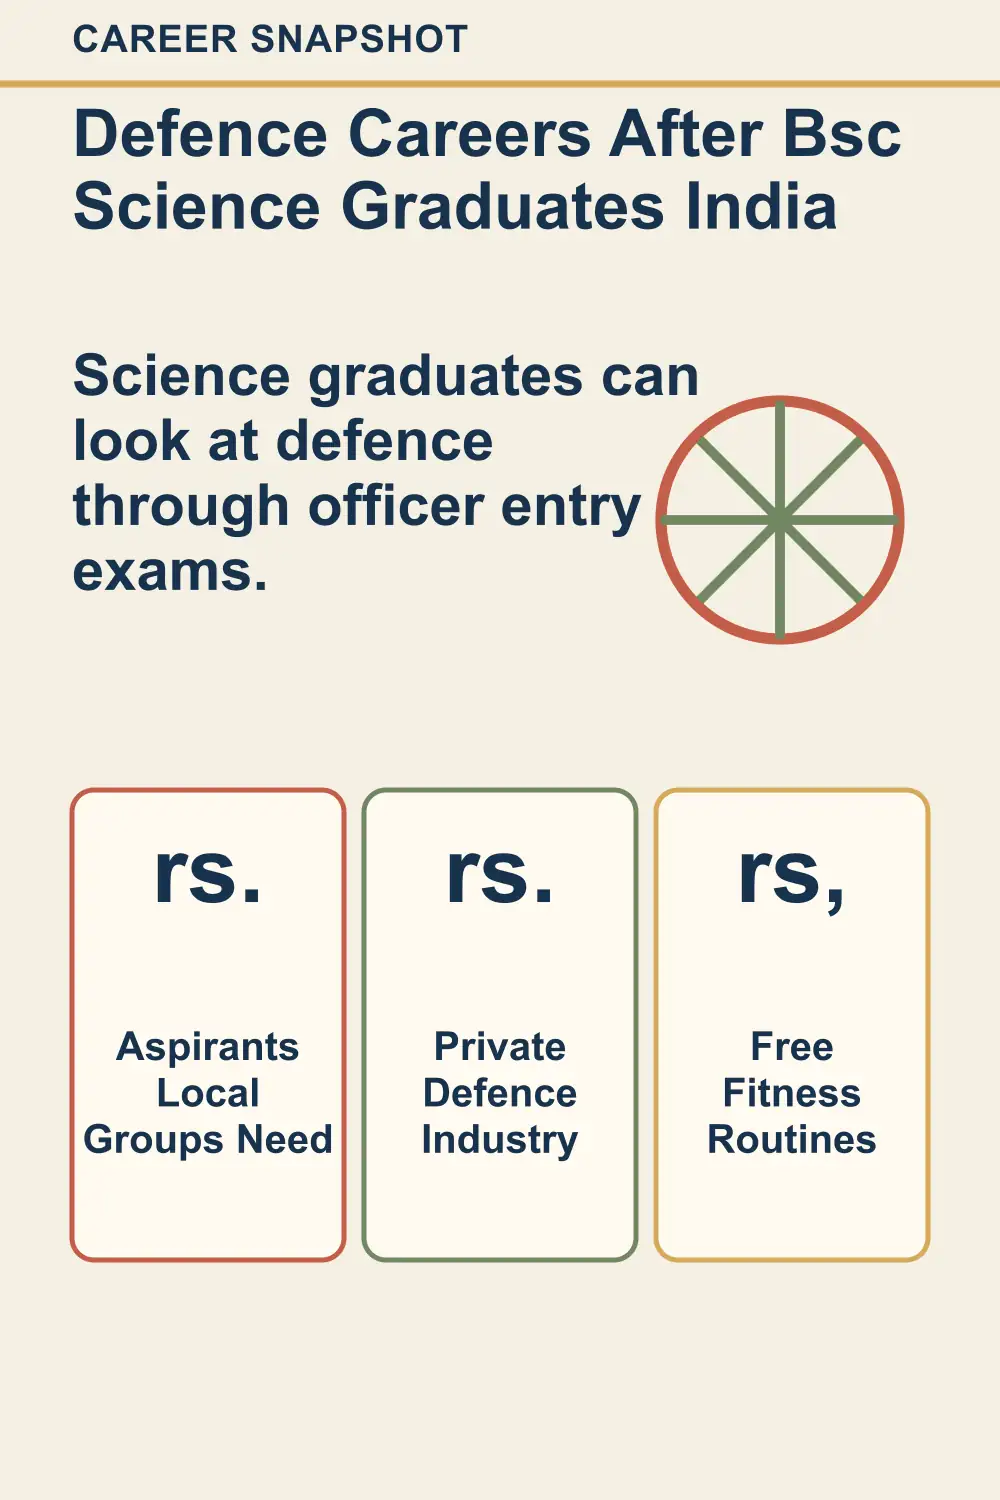 CAREER SNAPSHOT
Defence Careers After Bsc
Science Graduates India
Science graduates can
look at defence
through officer entry
exams.
rs.
Aspirants
Local
Groups Need
rs.
Private
Defence
Industry
rs,
Free
Fitness
Routines